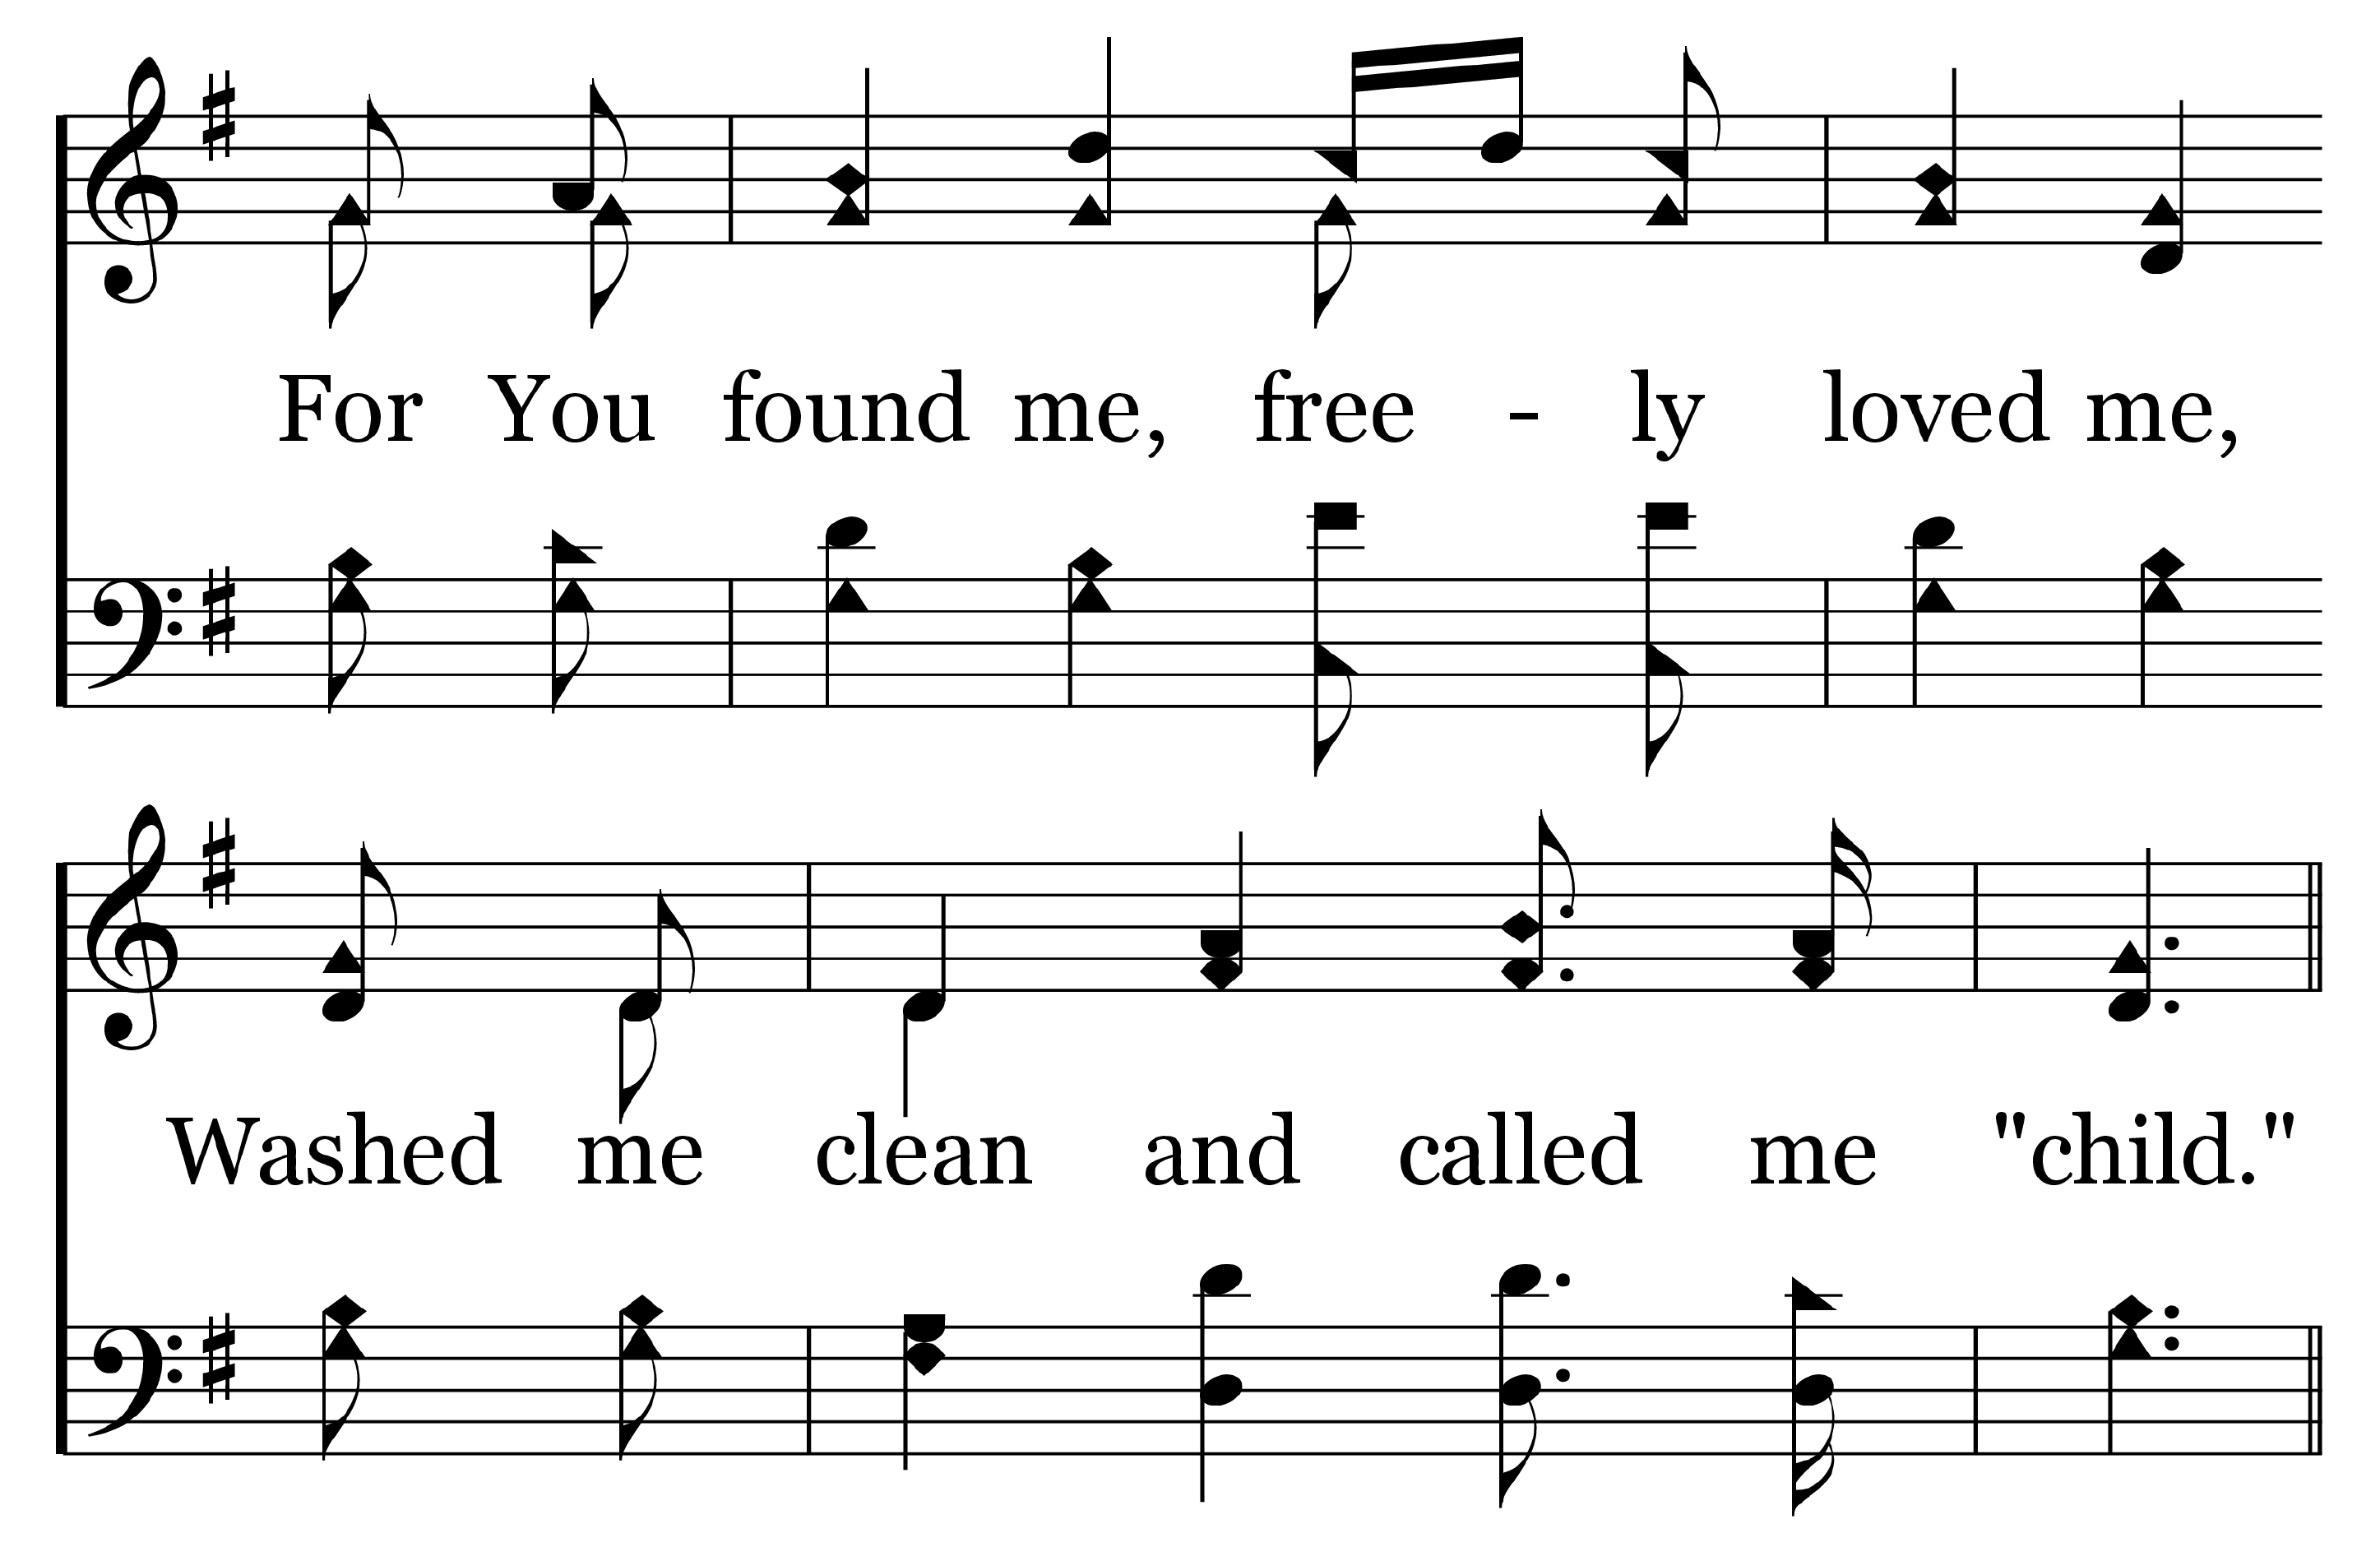 For You found me, free - ly loved me,
Washed me clean and called me "child."